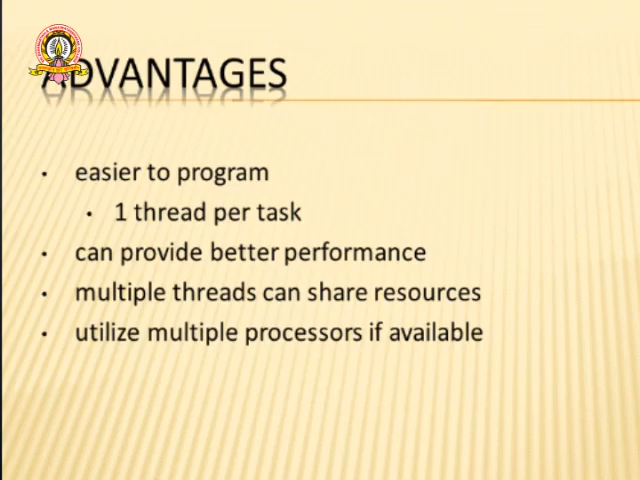 ADVANTAGES
• easier to program
• 1 thread per task
• can provide better performance
• multiple threads can share resources
• utilize multiple processors if available